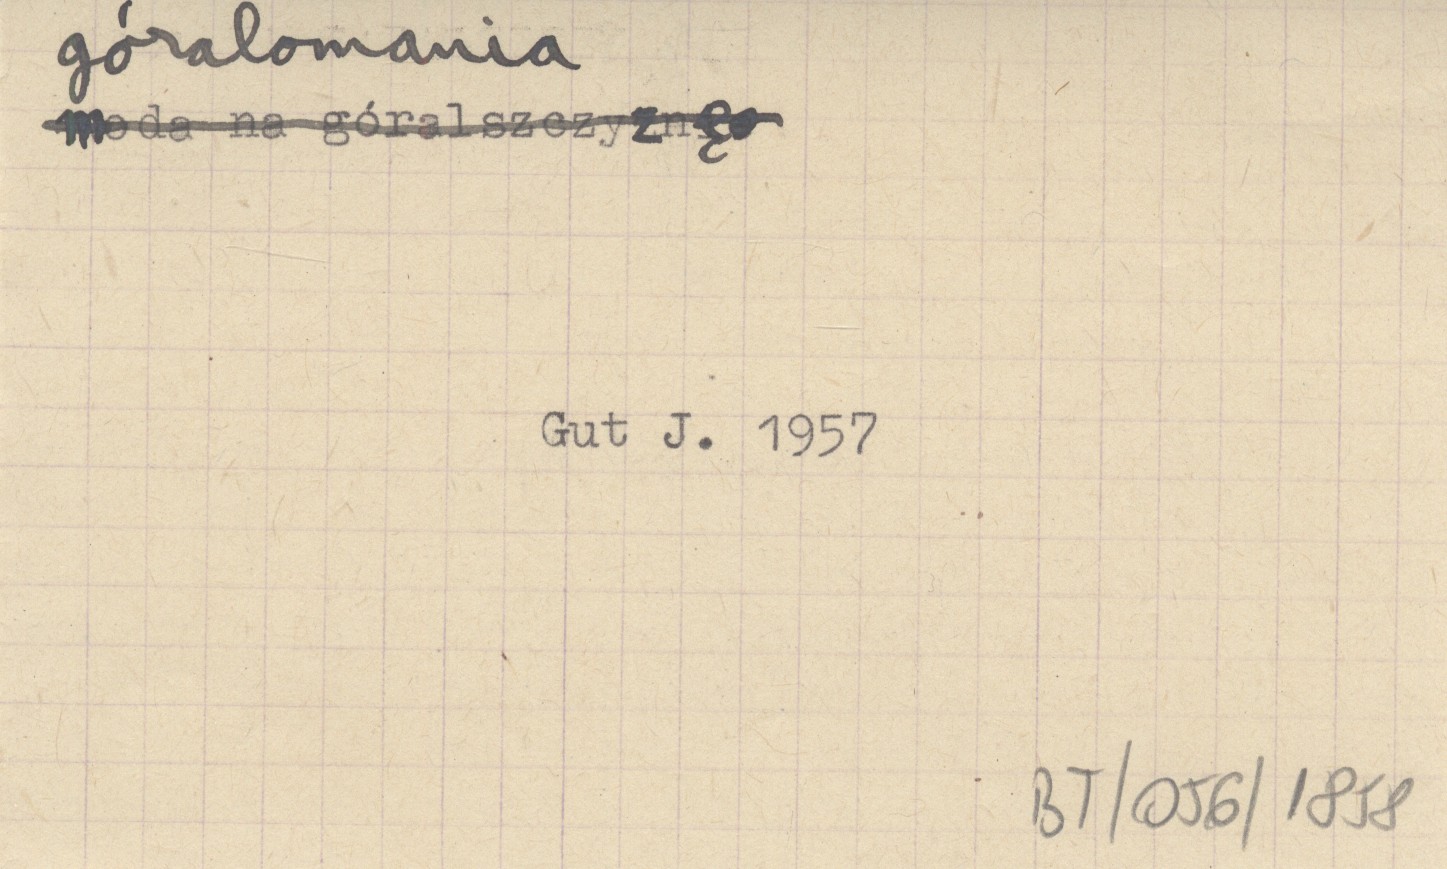 góralomania
moda na góralszczyznę
Gut J. 1957
BT/056/1858